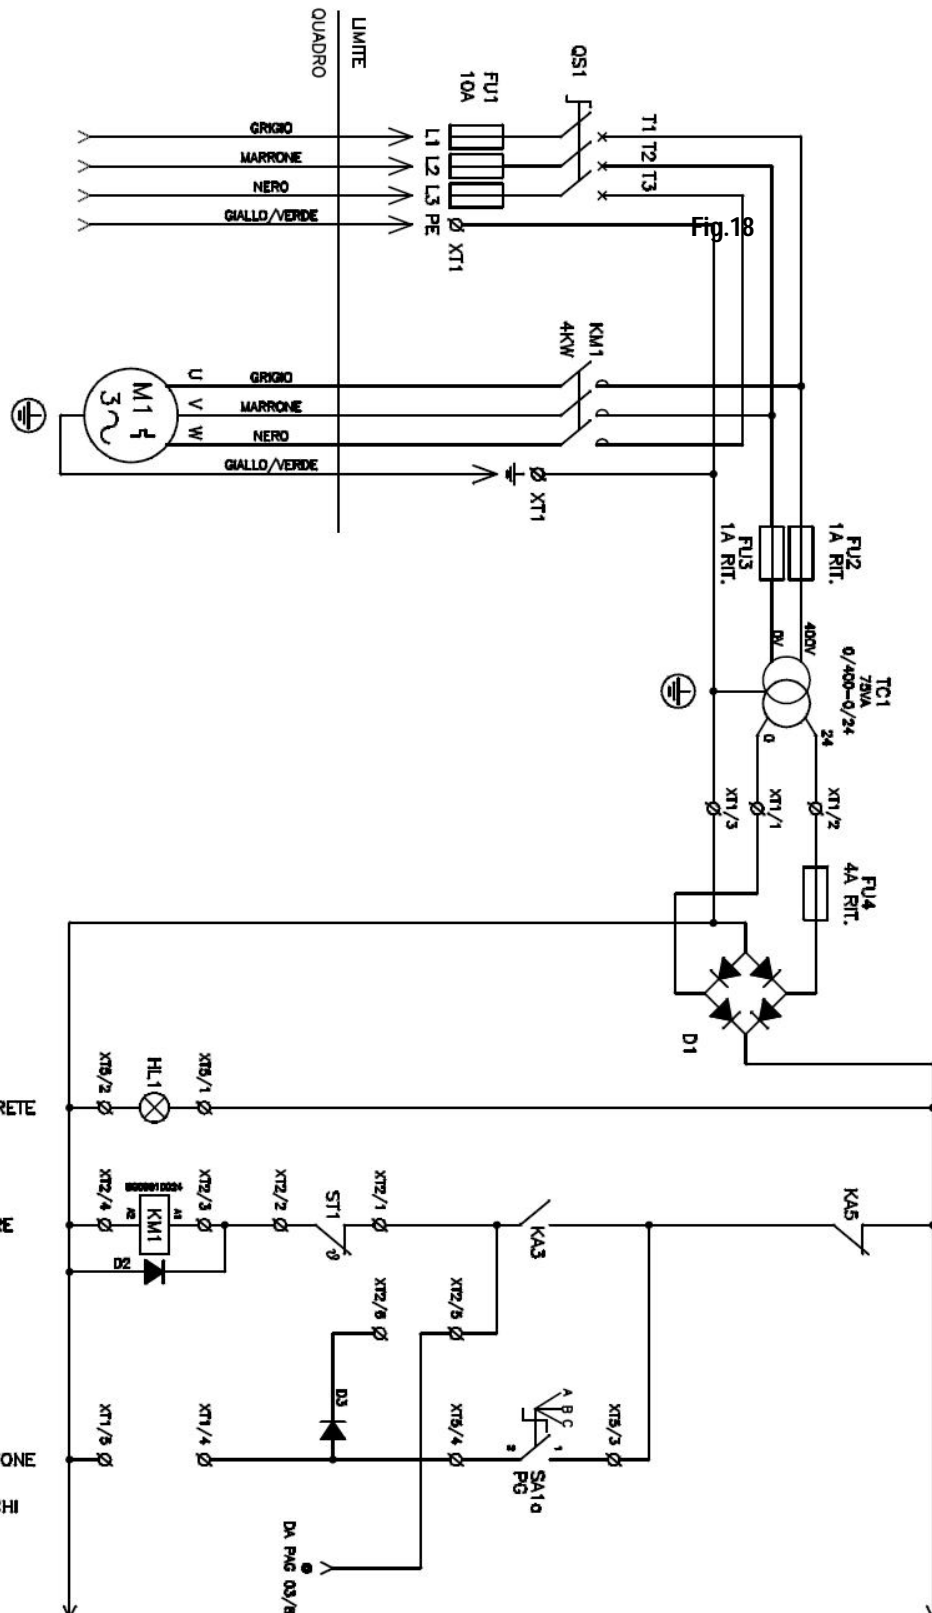 LIMITE
QUADRO
GRIGIO
MARRONE
NERO
GIALLO/VERDE
L1
L2
L3
PE
FU1
10A
QS1
T1
T2
T3
XT1
Fig.18
M1
3
U
V
W
GRIGIO
MARRONE
NERO
GIALLO/VERDE
KM1
4KW
XT1
FU2
1A RIT.
FU3
1A RIT.
400V
0V
TC1
75VA
0/400-0/24
0
24
XT1/3
XT1/1
XT1/2
FU4
4A RIT.
D1
RETE
XT5/2
HL1
XT5/1
RE
XT2/4
A2
KM1
A1
XT2/3
XT2/2
ST1
XT2/1
KA3
KA5
D2
XT2/6
XT2/5
D3
ONE
XT1/5
XT1/4
XT5/4
A
B
C
2
1
SA1a
PG
XT5/3
HI
DA PAG 03/8